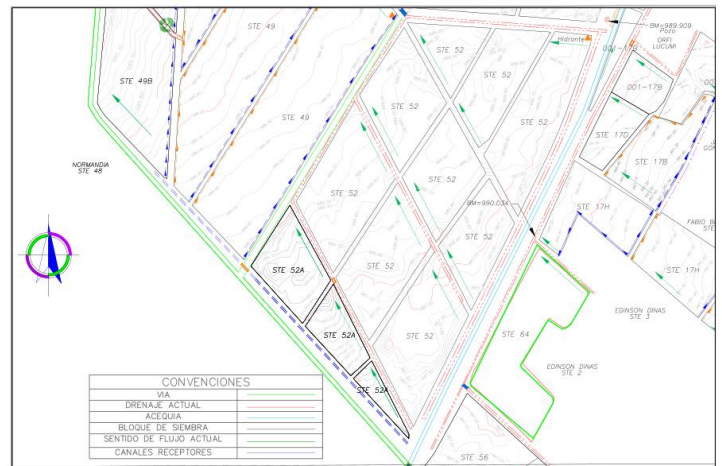 STE 49
STE 52
BM=989.909
Pozo
ORFI
LUCUMI
Hidrante
001-17B
STE 49B
STE 52
STE 52
001-17B
STE 49
STE 52
STE 17D
STE 17B
NORMANDIA
STE 48
STE 52
STE 52
BM=990.03A
STE 17H
FABIO B
STE
STE 52
STE 52A
STE 17H
EDINSON DINAS
STE 3
STE 52A
STE 52
STE 64
EDINSON DINAS
STE 2
STE 52A
STE 56
CONVENCIONES
VIA
DRENAJE ACTUAL
ACEQUIA
BLOQUE DE SIEMBRA
SENTIDO DE FLUJO ACTUAL
CANALES RECEPTORES